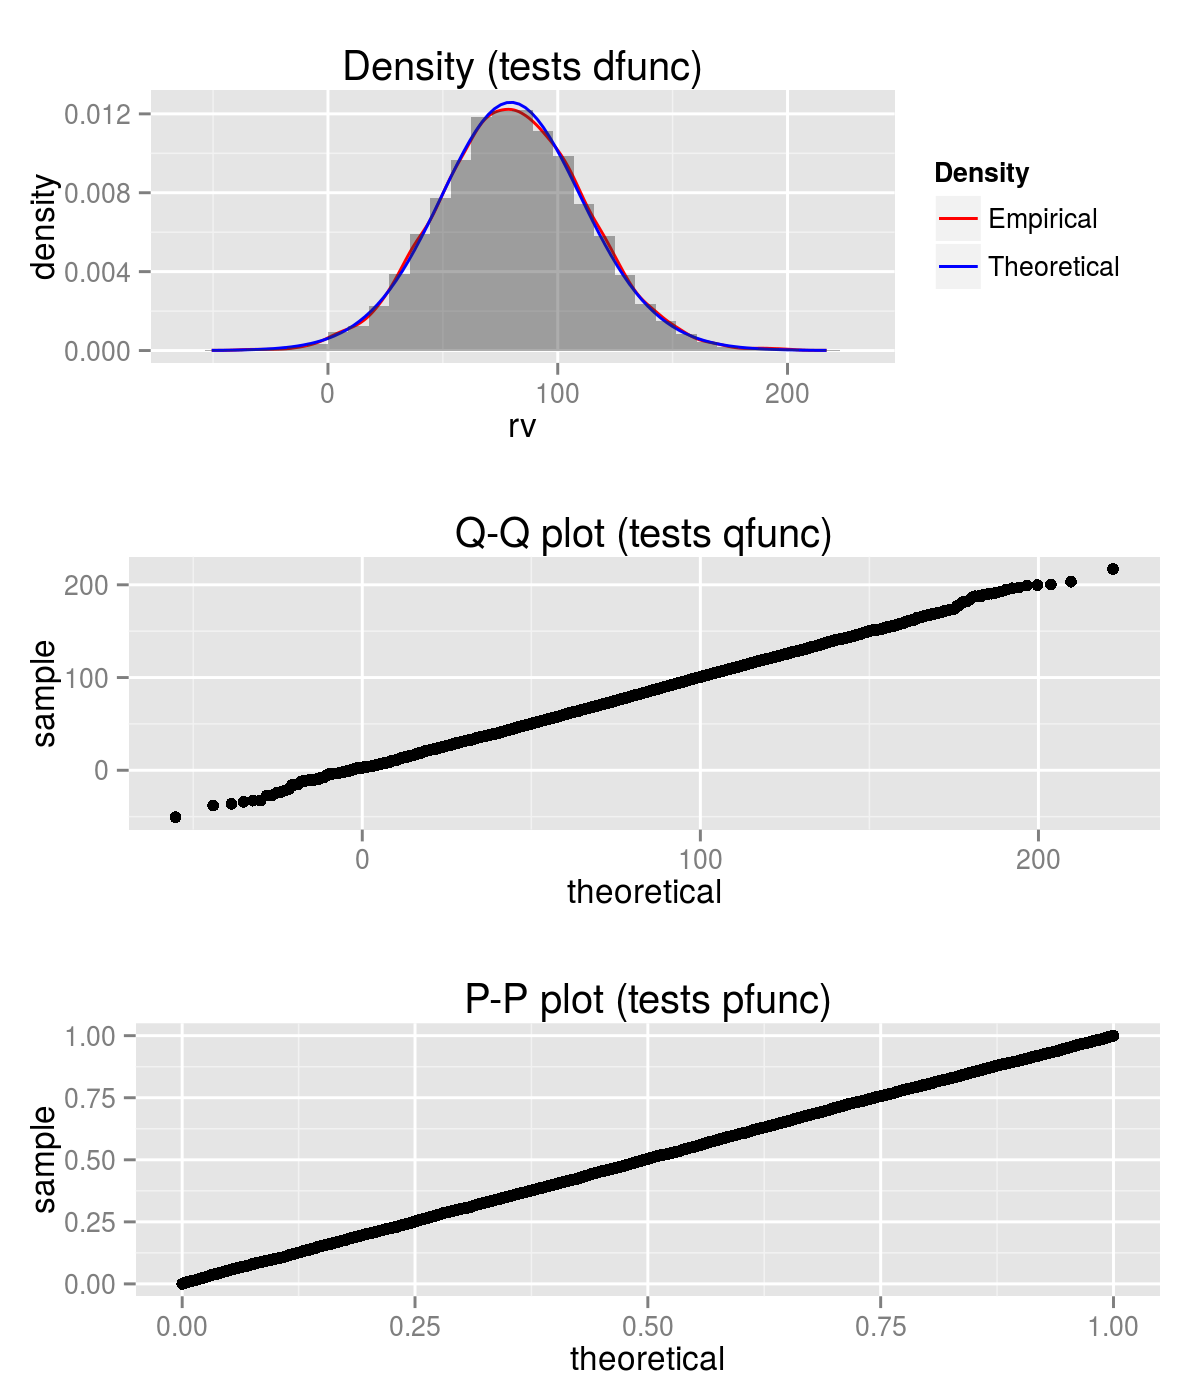 Density (tests dfunc)
density
0.012
0.008
0.004
0.000
0
100
200
rv
Density
Empirical
Theoretical
Q-Q plot (tests qfunc)
sample
200
100
0
0
100
200
theoretical
P-P plot (tests pfunc)
sample
1.00
0.75
0.50
0.25
0.00
0.00
0.25
0.50
0.75
1.00
theoretical